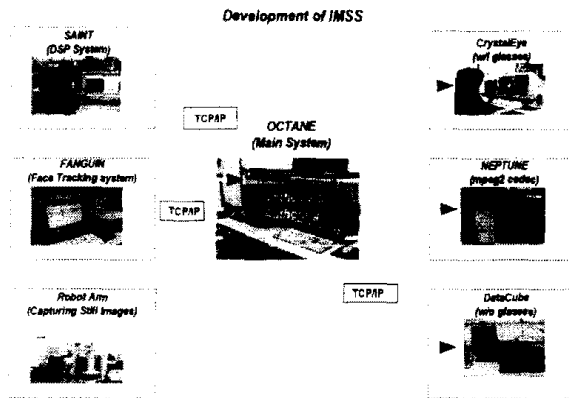 Development of IMSS
SAINT
(DSP System)
TCP/IP
FANGUIN
(Face Tracking system)
TCP/IP
Robot Arm
(Capturing Still Images)
OCTANE
(Main System)
TCP/IP
CrystalEye
(w/ glasses)
NEPTUNE
(mpeg2 codec)
DataCube
(w/o glasses)